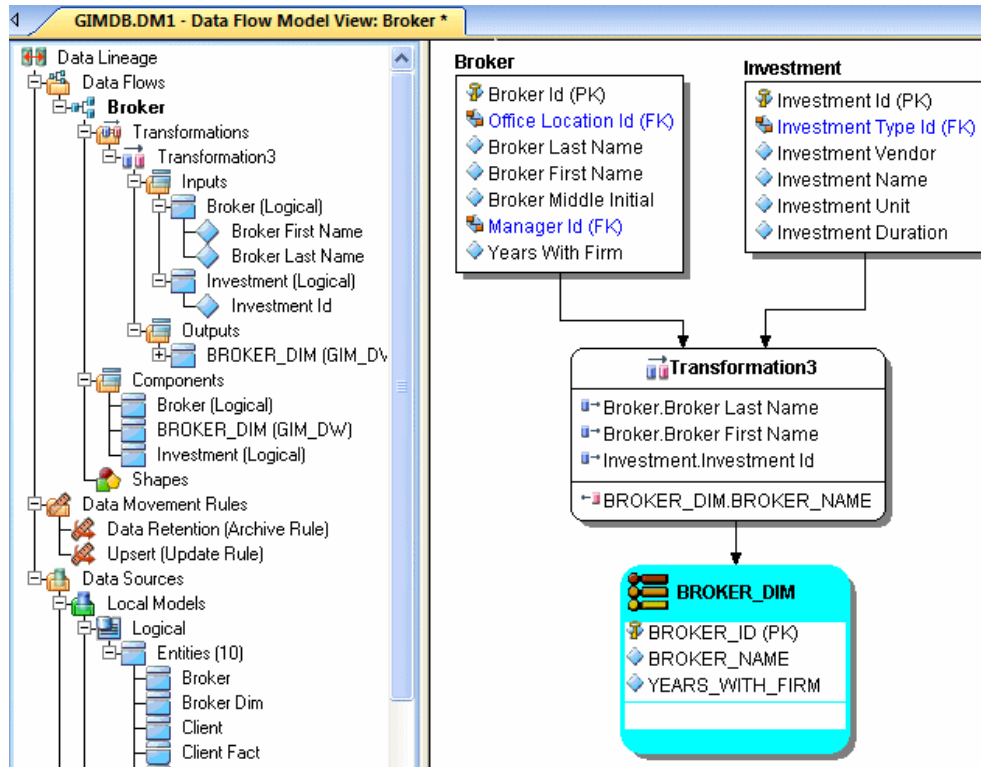 GIMDB.DM1 - Data Flow Model View: Broker *
Data Lineage
Data Flows
Broker
Transformations
Transformation3
Inputs
Broker (Logical)
Broker First Name
Broker Last Name
Investment (Logical)
Investment Id
Outputs
BROKER_DIM (GIM_DW
Components
Broker (Logical)
BROKER_DIM (GIM_DW)
Investment (Logical)
Shapes
Data Movement Rules
Data Retention (Archive Rule)
Upsert (Update Rule)
Data Sources
Local Models
Logical
Entities (10)
Broker
Broker Dim
Client
Client Fact
Broker
Broker Id (PK)
Office Location Id (FK)
Broker Last Name
Broker First Name
Broker Middle Initial
Manager Id (FK)
Years With Firm
Investment
Investment Id (PK)
Investment Type Id (FK)
Investment Vendor
Investment Name
Investment Unit
Investment Duration
Transformation3
Broker.Broker Last Name
Broker.Broker First Name
Investment.Investment Id
BROKER_DIM.BROKER_NAME
BROKER_DIM
BROKER_ID (PK)
BROKER_NAME
YEARS_WITH_FIRM